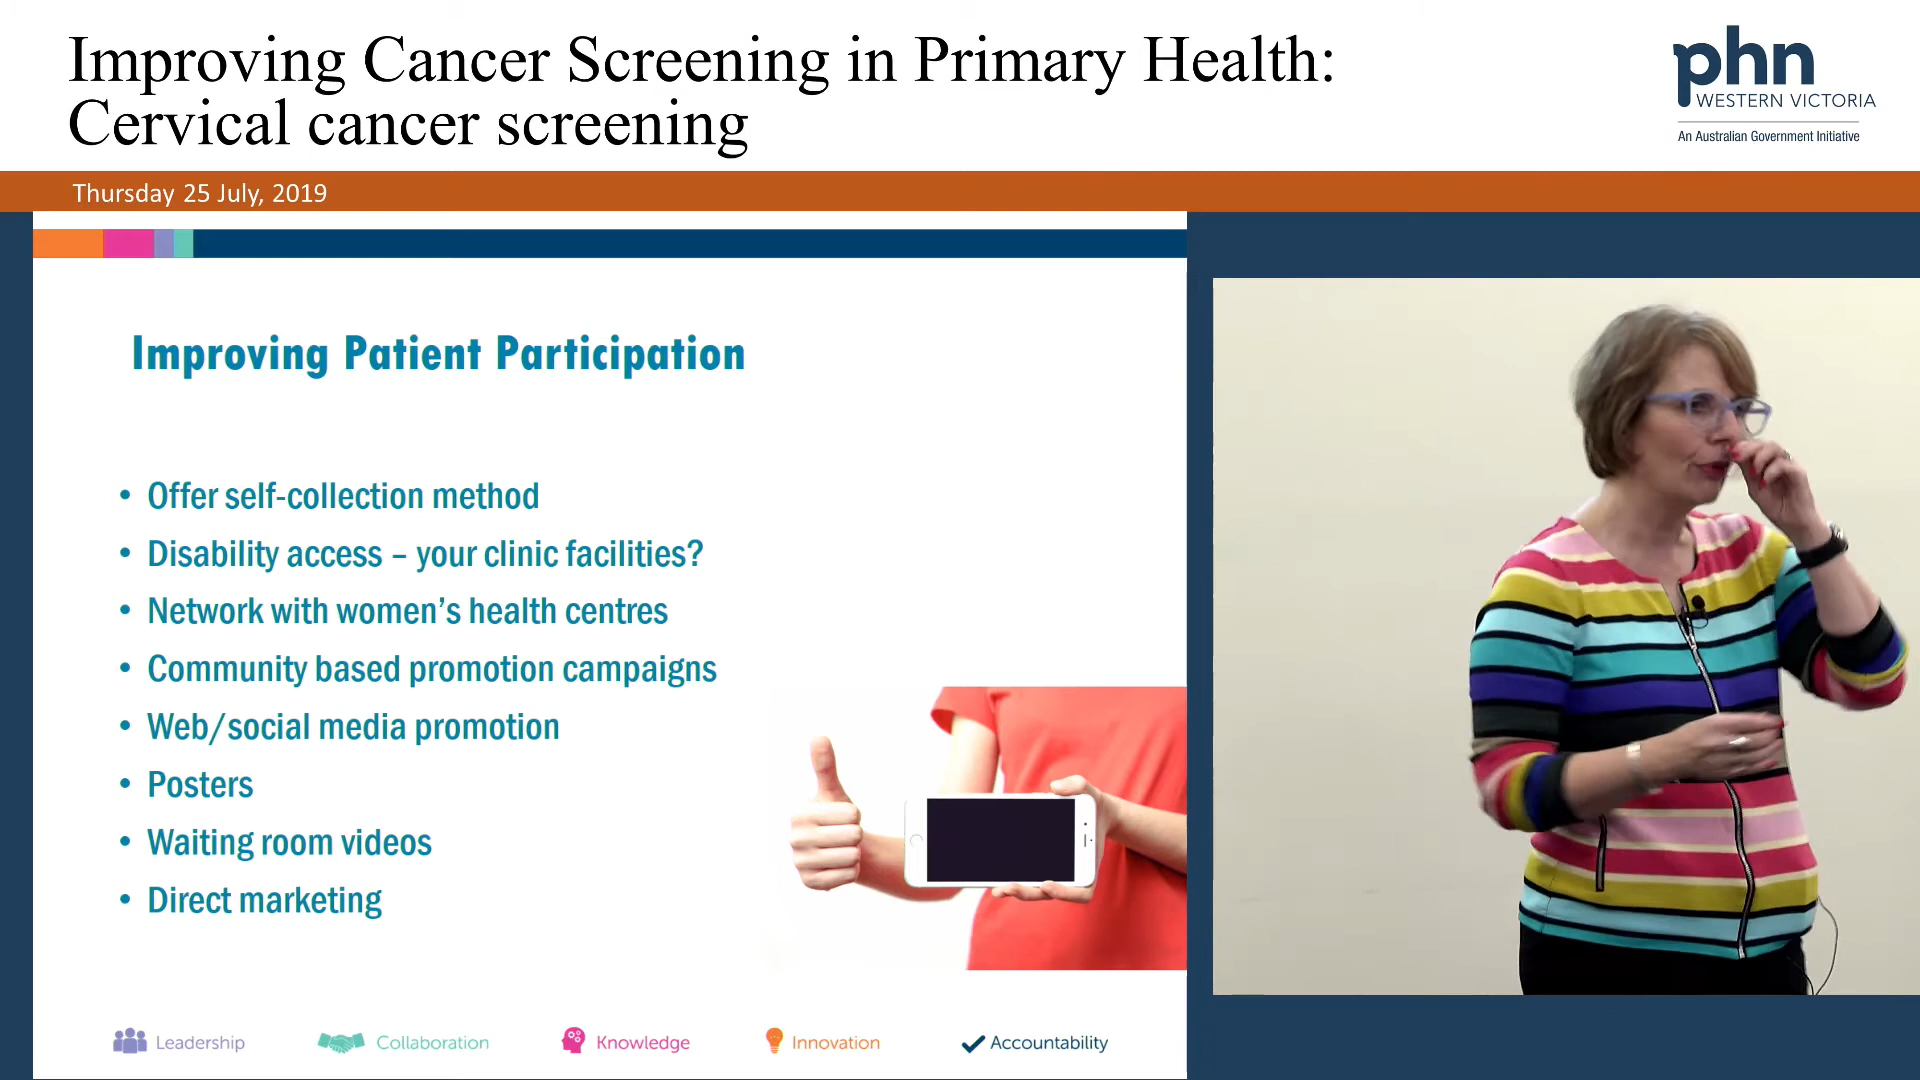 Improving Cancer Screening in Primary Health:
Cervical cancer screening
phn
WESTERN VICTORIA
An Australian Government Initiative
Thursday 25 July, 2019
Improving Patient Participation
• Offer self-collection method
• Disability access – your clinic facilities?
• Network with women’s health centres
• Community based promotion campaigns
• Web/social media promotion
• Posters
• Waiting room videos
• Direct marketing
Leadership
Collaboration
Knowledge
Innovation
Accountability